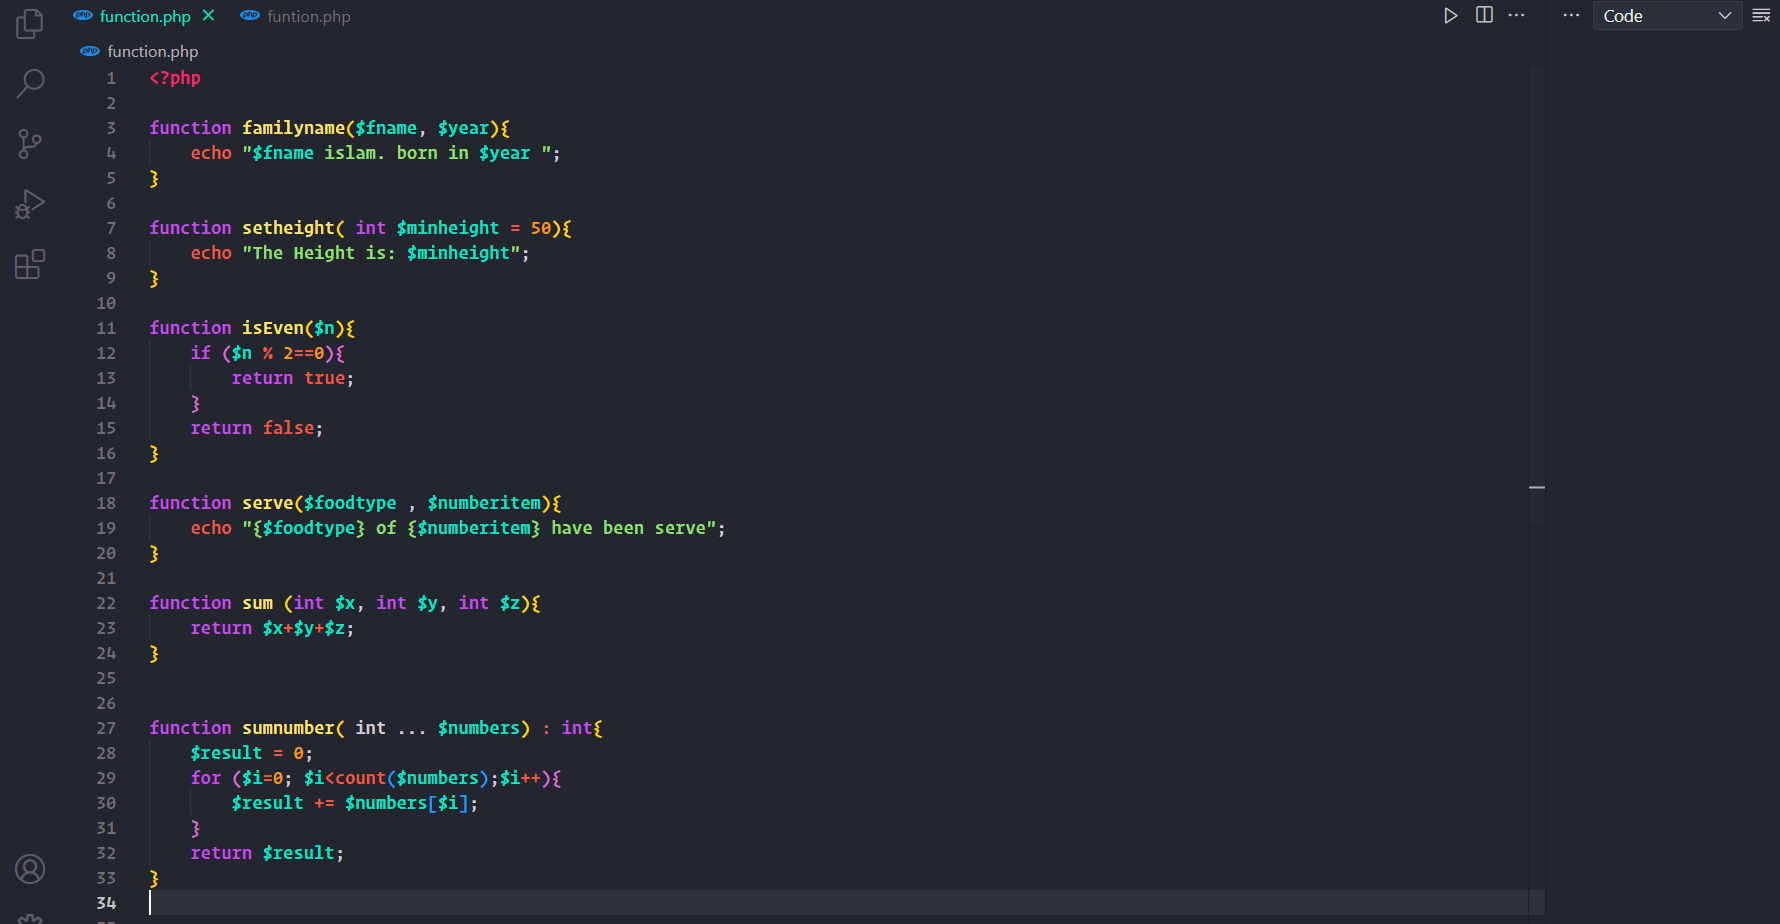 php function.php
php funtion.php
Code
php function.php
1 <?php
2
3 function familyname($fname, $year){
4     echo "$fname islam. born in $year ";
5 }
6
7 function setheight( int $minheight = 50){
8     echo "The Height is: $minheight";
9 }
10
11 function isEven($n){
12     if ($n % 2==0){
13         return true;
14     }
15     return false;
16 }
17
18 function serve($foodtype , $numberitem){
19     echo "{$foodtype} of {$numberitem} have been serve";
20 }
21
22 function sum (int $x, int $y, int $z){
23     return $x+$y+$z;
24 }
25
26
27 function sumnumber( int ... $numbers) : int{
28     $result = 0;
29     for ($i=0; $i<count($numbers);$i++){
30         $result += $numbers[$i];
31     }
32     return $result;
33 }
34